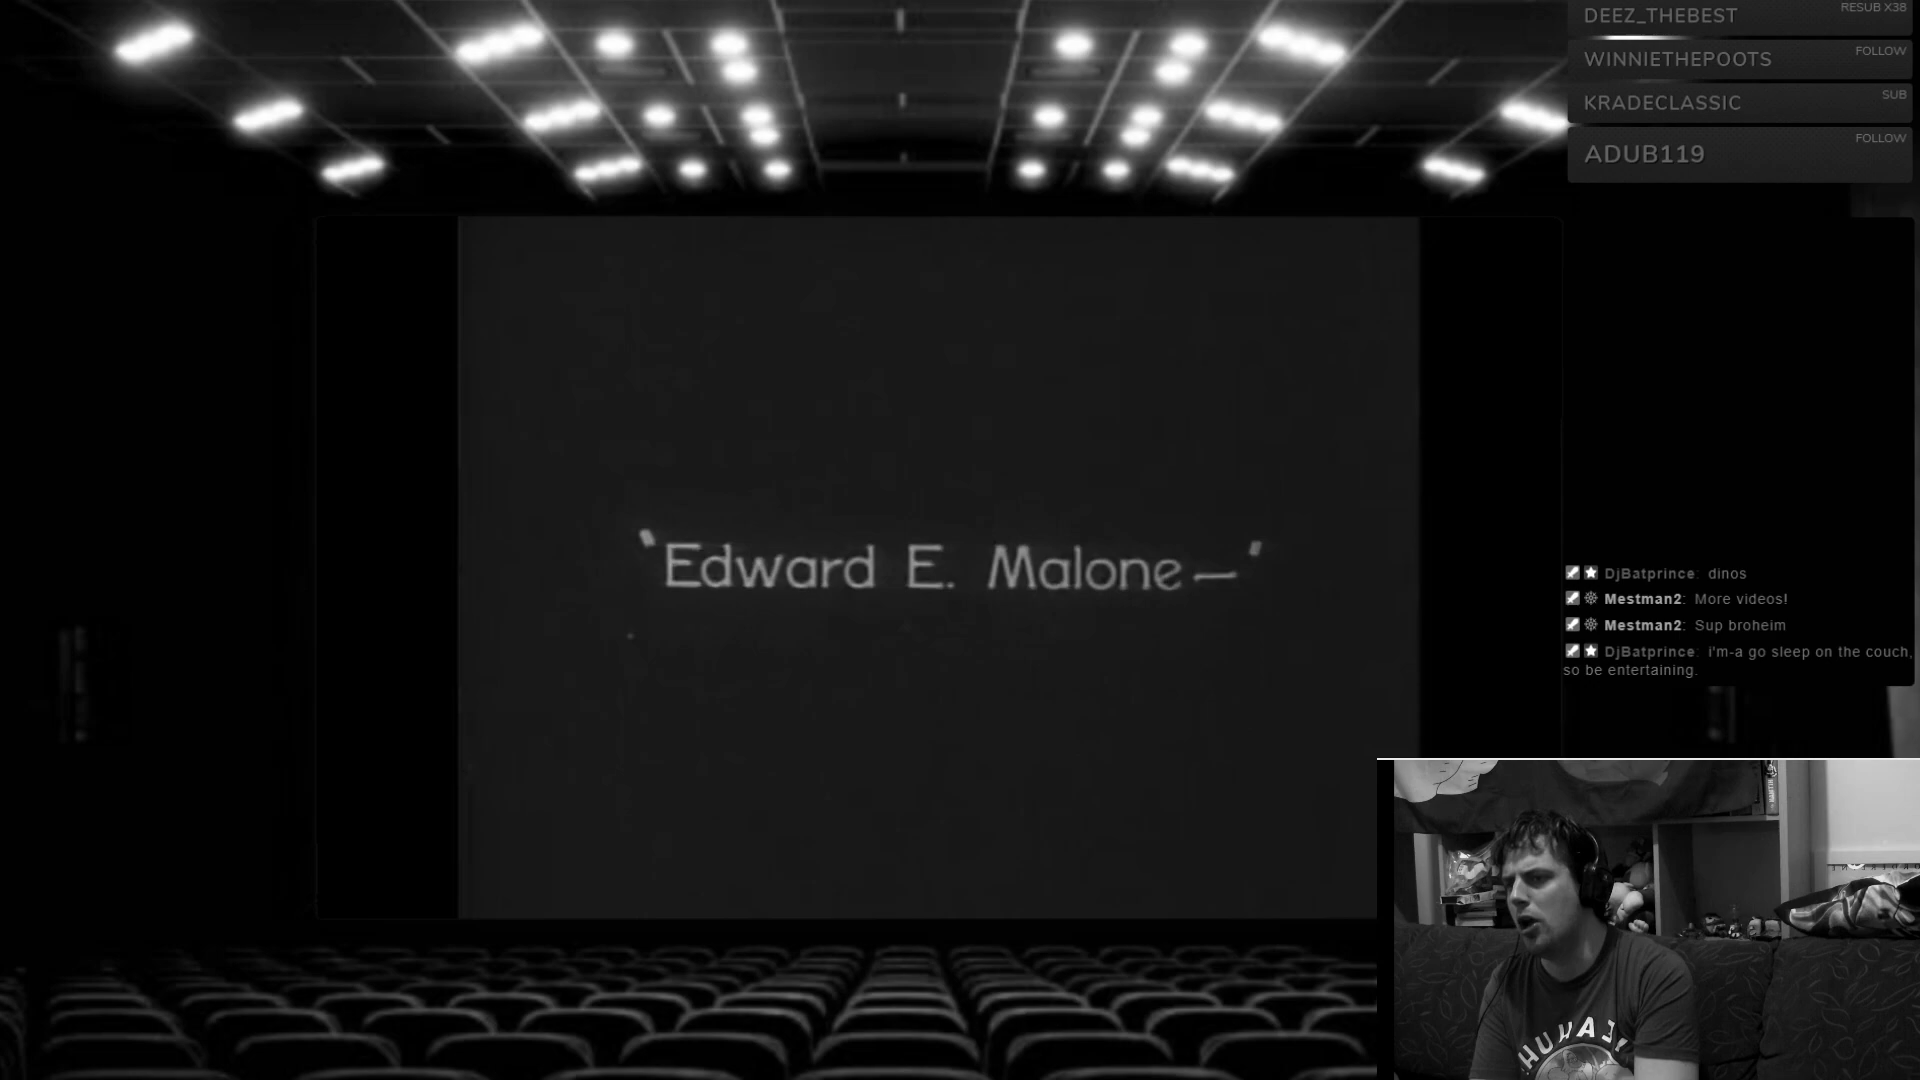 DEEZ_THEBEST
RESUB X38
WINNIETHEPOOTS
FOLLOW
KRADECLASSIC
SUB
ADUB119
FOLLOW
'Edward E. Malone—'
DjBatprince: dinos
Mestman2: More videos!
Mestman2: Sup broheim
DjBatprince: i'm-a go sleep on the couch,
so be entertaining.